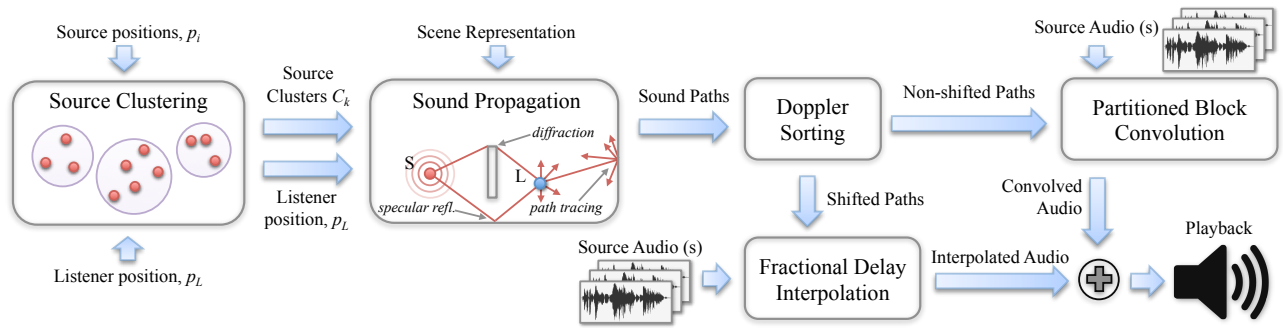 Source positions, p_i
Source Clustering
Listener position, p_L
Source
Clusters C_k
Listener
position, p_L
Scene Representation
Sound Propagation
diffraction
S
L
specular refl.
path tracing
Sound Paths
Doppler
Sorting
Non-shifted Paths
Source Audio (s)
Partitioned Block
Convolution
Shifted Paths
Convolved
Audio
Source Audio (s)
Fractional Delay
Interpolation
Interpolated Audio
Playback